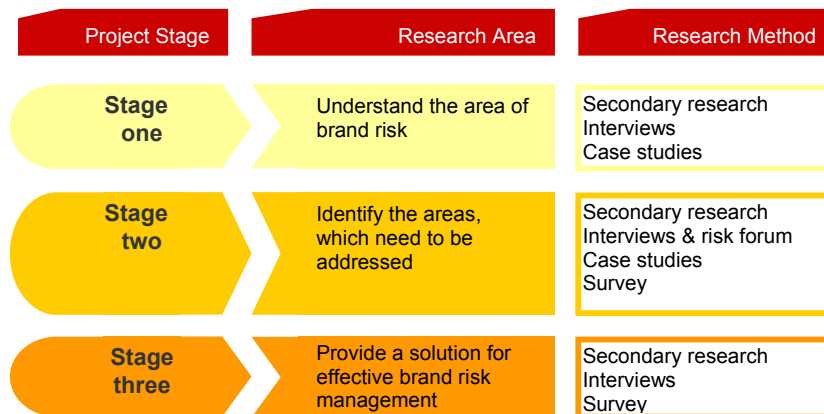 Project Stage
Research Area
Research Method
Stage
one
Understand the area of
brand risk
Secondary research
Interviews
Case studies
Stage
two
Identify the areas,
which need to be
addressed
Secondary research
Interviews & risk forum
Case studies
Survey
Stage
three
Provide a solution for
effective brand risk
management
Secondary research
Interviews
Survey